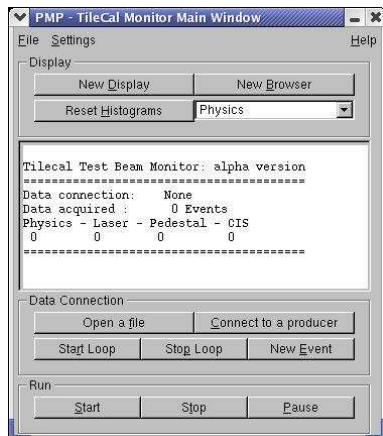 PMP - TileCal Monitor Main Window
File Settings Help
Display
New Display New Browser
Reset Histograms Physics
Tilecal Test Beam Monitor: alpha version
========================================
Data connection: None
Data acquired : 0 Events
Physics - Laser - Pedestal - CIS
0 0 0 0
========================================
Data Connection
Open a file Connect to a producer
Start Loop Stop Loop New Event
Run
Start Stop Pause